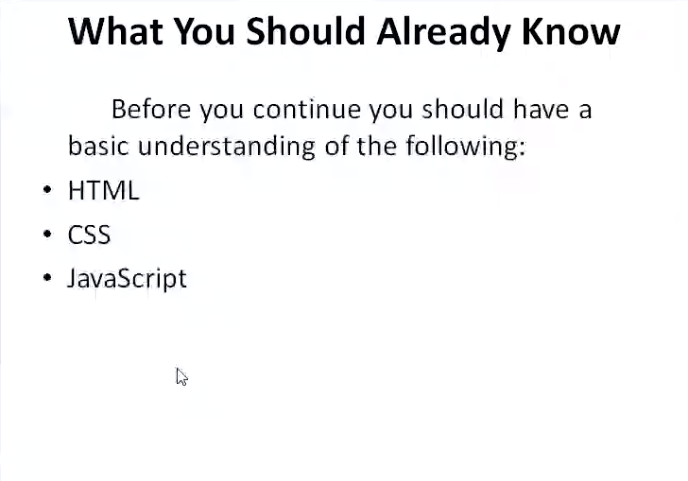 What You Should Already Know
Before you continue you should have a
basic understanding of the following:
• HTML
• CSS
• JavaScript